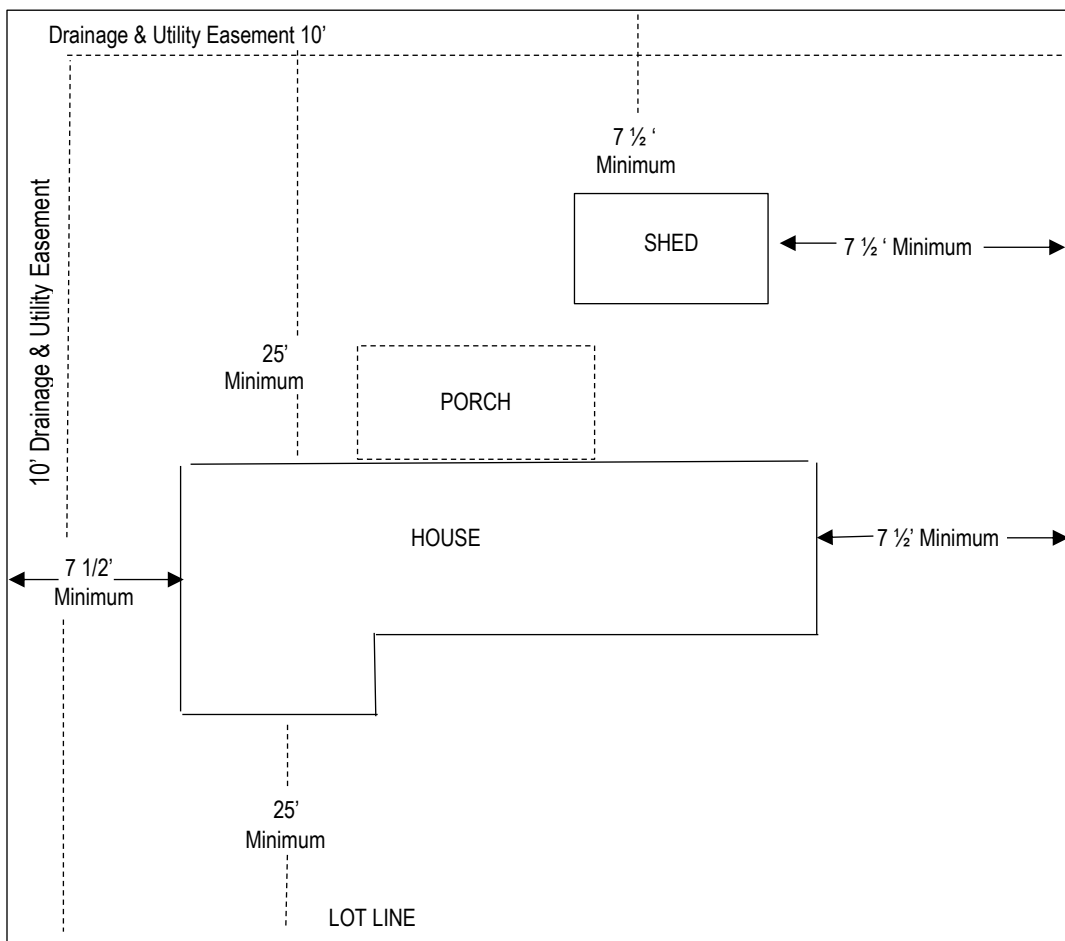 Drainage & Utility Easement 10’
7 ½ ‘
Minimum
10’ Drainage & Utility Easement
SHED
7 ½ ‘ Minimum
25’
Minimum
PORCH
HOUSE
7 ½’ Minimum
7 1/2’
Minimum
25’
Minimum
LOT LINE